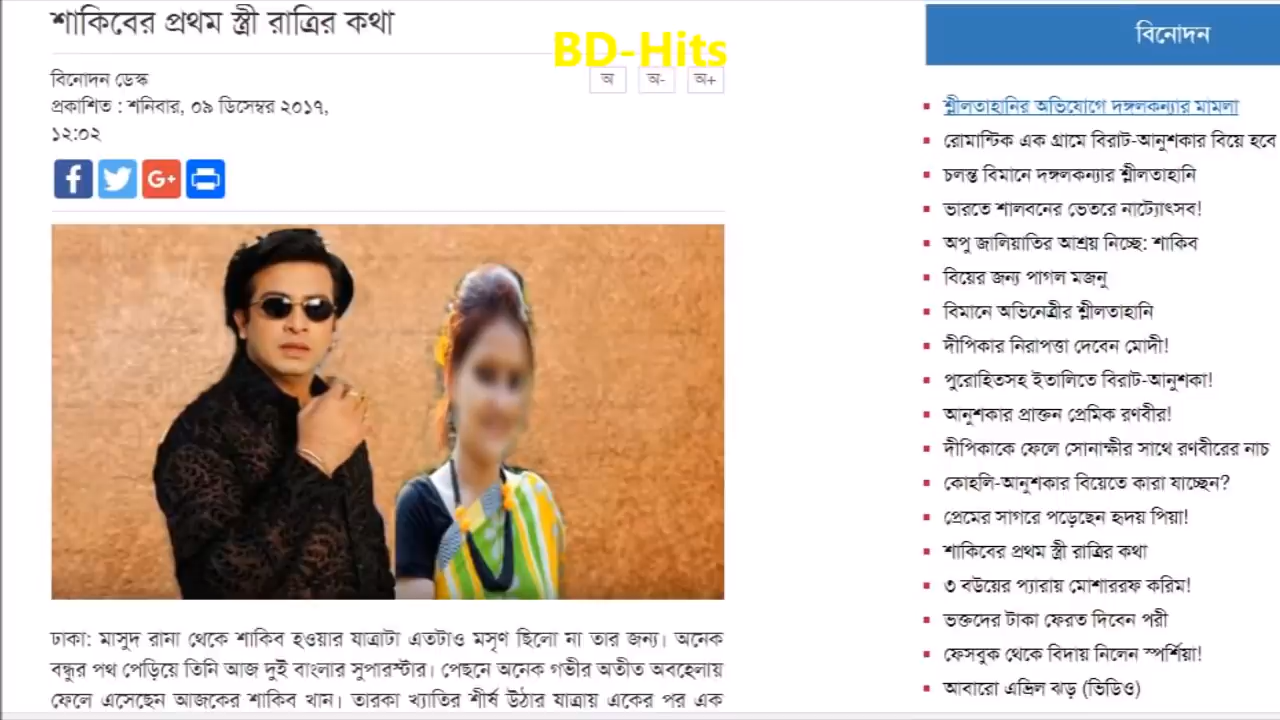 শাকিবের প্রথম স্ত্রী রাত্রির কথা
BD-Hits
বিনোদন ডেস্ক
অ অ- অ+
প্রকাশিত : শনিবার, ০৯ ডিসেম্বর ২০১৭,
১২:০২
f G+
ঢাকা: মাসুদ রানা থেকে শাকিব হওয়ার যাত্রাটা এতটাও মসৃণ ছিলো না তার জন্য। অনেক
বন্ধুর পথ পেড়িয়ে তিনি আজ দুই বাংলার সুপারস্টার। পেছনে অনেক গভীর অতীত অবহেলায়
ফেলে এসেছেন আজকের শাকিব খান। তারকা খ্যাতির শীর্ষ উঠার যাত্রায় একের পর এক
বিনোদন
শ্লীলতাহানির অভিযোগে দঙ্গলকন্যার মামলা
রোমান্টিক এক গ্রামে বিরাট-আনুশকার বিয়ে হবে
চলন্ত বিমানে দঙ্গলকন্যার শ্লীলতাহানি
ভারতে শালবনের ভেতরে নাট্যোৎসব!
অপু জালিয়াতির আশ্রয় নিচ্ছে: শাকিব
বিয়ের জন্য পাগল মজনু
বিমানে অভিনেত্রীর শ্লীলতাহানি
দীপিকার নিরাপত্তা দেবেন মোদী!
পুরোহিতসহ ইতালিতে বিরাট-আনুশকা!
আনুশকার প্রাক্তন প্রেমিক রণবীর!
দীপিকাকে ফেলে সোনাক্ষীর সাথে রণবীরের নাচ
কোহলি-আনুশকার বিয়েতে কারা যাচ্ছেন?
প্রেমের সাগরে পড়েছেন হৃদয় পিয়া!
শাকিবের প্রথম স্ত্রী রাত্রির কথা
৩ বউয়ের প্যারায় মোশাররফ করিম!
ভক্তদের টাকা ফেরত দিবেন পরী
ফেসবুক থেকে বিদায় নিলেন স্পর্শিয়া!
আবারো এভ্রিল ঝড় (ভিডিও)